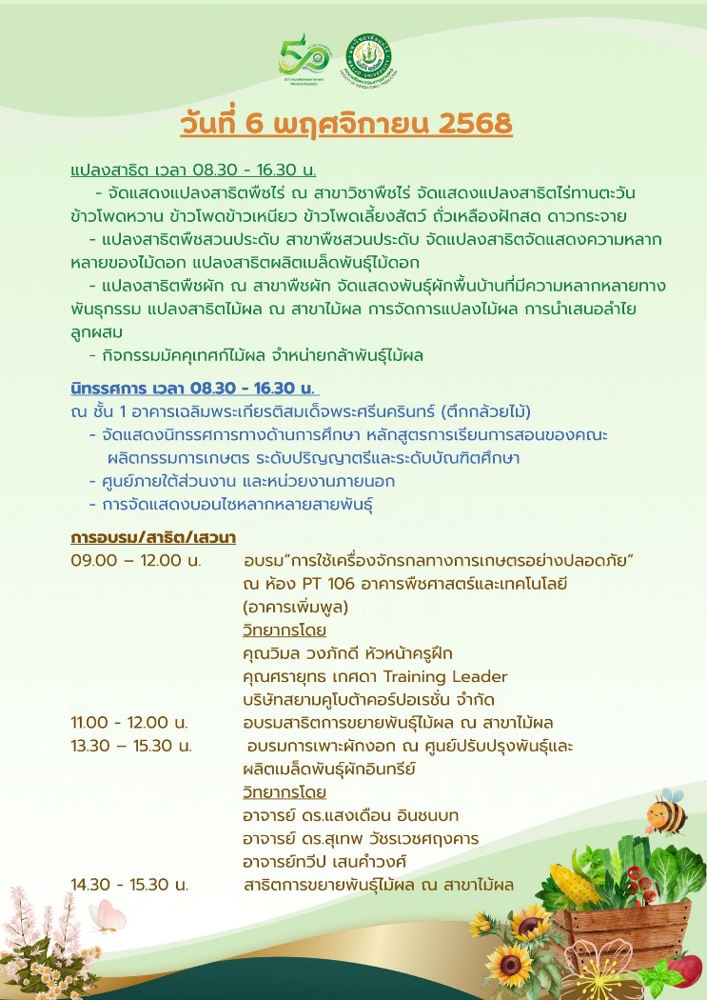 วันที่ 6 พฤศจิกายน 2568
แปลงสาธิต เวลา 08.30 - 16.30 น.
- จัดแสดงแปลงสาธิตพืชไร่ ณ สาขาวิชาพืชไร่ จัดแสดงแปลงสาธิตไร่ทานตะวัน
ข้าวโพดหวาน ข้าวโพดข้าวเหนียว ข้าวโพดเลี้ยงสัตว์ ถั่วเหลืองฝักสด ดาวกระจาย
- แปลงสาธิตพืชสวนประดับ สาขาพืชสวนประดับ จัดแปลงสาธิตจัดแสดงความหลาก
หลายของไม้ดอก แปลงสาธิตผลิตเมล็ดพันธุ์ไม้ดอก
- แปลงสาธิตพืชผัก ณ สาขาพืชผัก จัดแสดงพันธุ์ผักพื้นบ้านที่มีความหลากหลายทาง
พันธุกรรม แปลงสาธิตไม้ผล ณ สาขาไม้ผล การจัดการแปลงไม้ผล การนำเสนอลำไย
ลูกผสม
- กิจกรรมมัคคุเทศก์ไม้ผล จำหน่ายกล้าพันธุ์ไม้ผล
นิทรรศการ เวลา 08.30 - 16.30 น.
ณ ชั้น 1 อาคารเฉลิมพระเกียรติสมเด็จพระศรีนครินทร์ (ตึกกล้วยไม้)
- จัดแสดงนิทรรศการทางด้านการศึกษา หลักสูตรการเรียนการสอนของคณะ
ผลิตกรรมการเกษตร ระดับปริญญาตรีและระดับบัณฑิตศึกษา
- ศูนย์ภายใต้ส่วนงาน และหน่วยงานภายนอก
- การจัดแสดงบอนไซหลากหลายสายพันธุ์
การอบรม/สาธิต/เสวนา
09.00 – 12.00 น. อบรม“การใช้เครื่องจักรกลทางการเกษตรอย่างปลอดภัย”
ณ ห้อง PT 106 อาคารพืชศาสตร์และเทคโนโลยี
(อาคารเพิ่มพูล)
วิทยากรโดย
คุณวิมล วงภักดี หัวหน้าครูฝึก
คุณศรายุทธ เกศดา Training Leader
บริษัทสยามคูโบต้าคอร์ปอเรชั่น จำกัด
11.00 - 12.00 น. อบรมสาธิตการขยายพันธุ์ไม้ผล ณ สาขาไม้ผล
13.30 – 15.30 น. อบรมการเพาะผักงอก ณ ศูนย์ปรับปรุงพันธุ์และ
ผลิตเมล็ดพันธุ์ผักอินทรีย์
วิทยากรโดย
อาจารย์ ดร.แสงเดือน อินชนบท
อาจารย์ ดร.สุเทพ วัชรเวชศฤงคาร
อาจารย์ทวีป เสนคำวงศ์
14.30 - 15.30 น. สาธิตการขยายพันธุ์ไม้ผล ณ สาขาไม้ผล